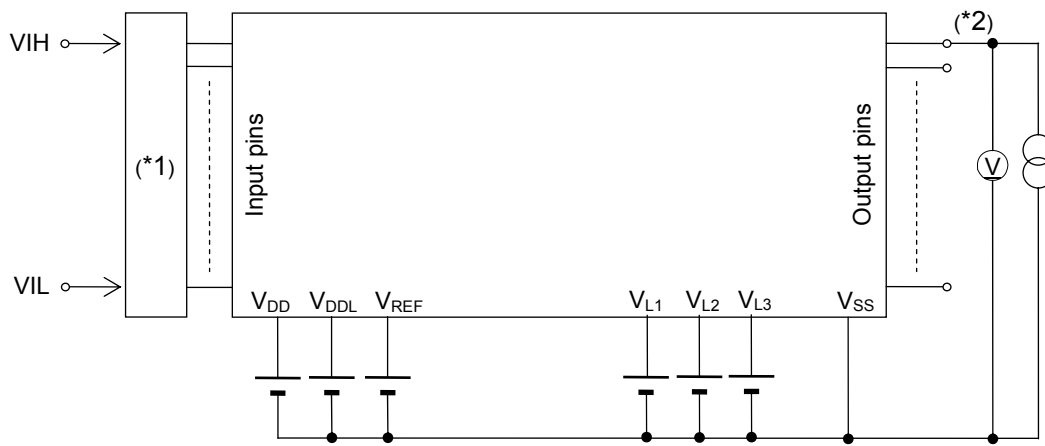 (*2)
VIH
(*1)
Input pins
Output pins
V
VIL
VDD
VDDL
VREF
VL1
VL2
VL3
VSS